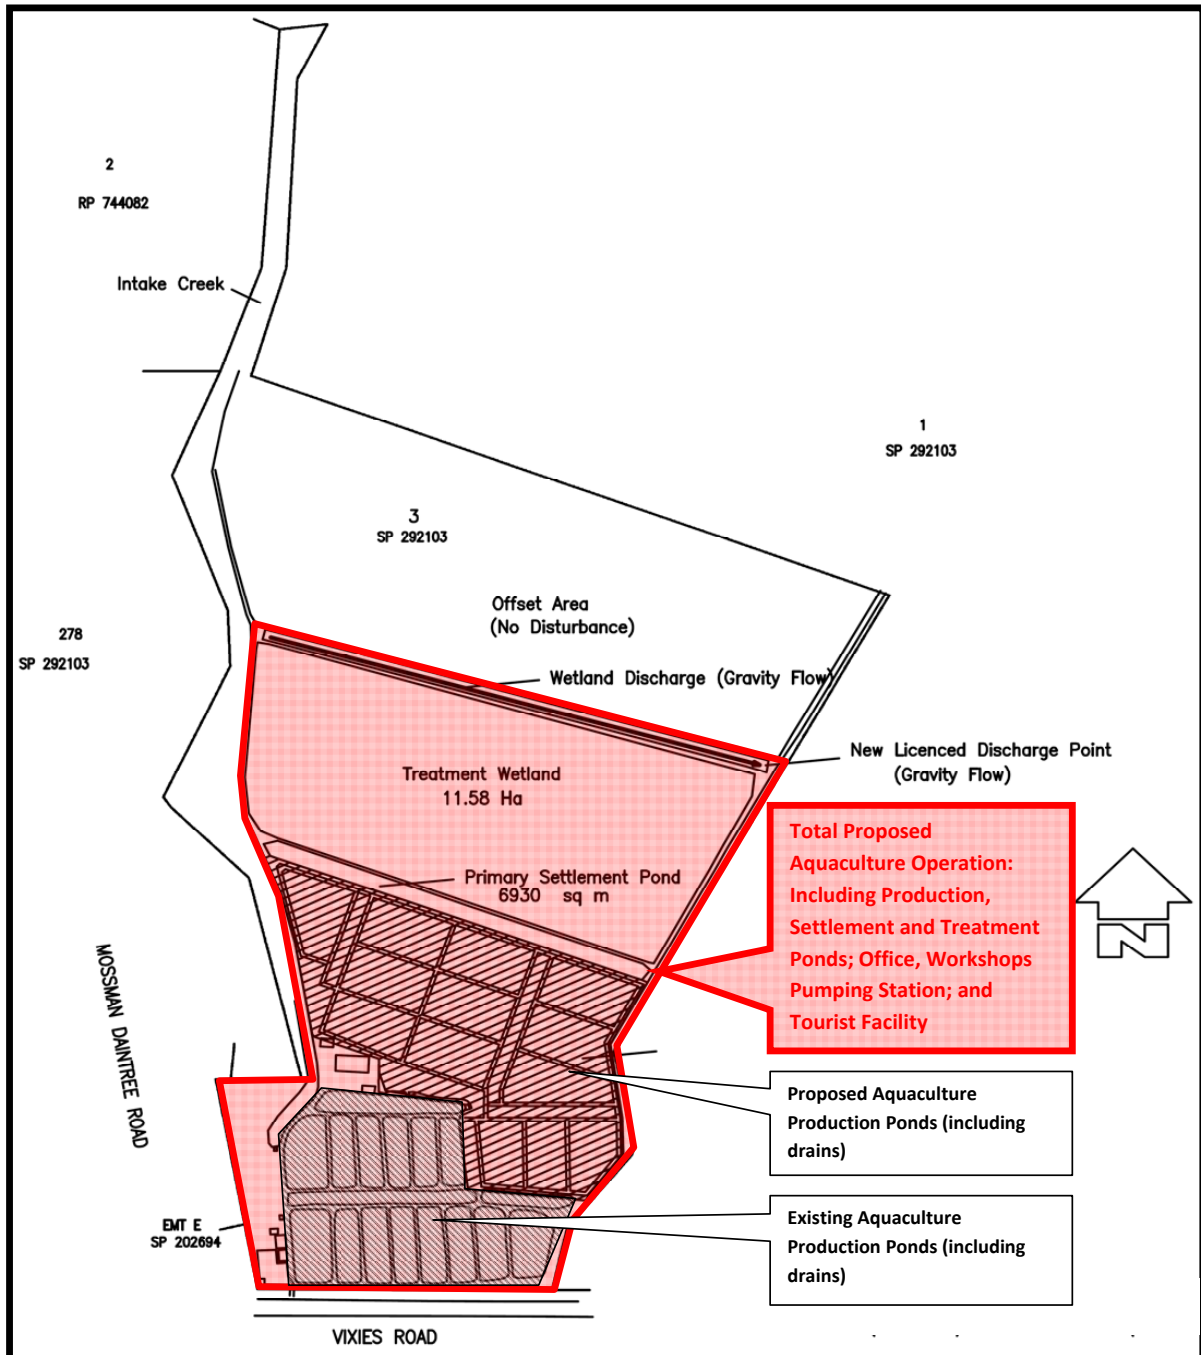 2
RP 744082
Intake Creek
1
SP 292103
3
SP 292103
Offset Area
(No Disturbance)
278
SP 292103
Wetland Discharge (Gravity Flow)
New Licenced Discharge Point
(Gravity Flow)
Treatment Wetland
11.58 Ha
Total Proposed
Aquaculture Operation:
Including Production,
Settlement and Treatment
Ponds; Office, Workshops
Pumping Station; and
Tourist Facility
Primary Settlement Pond
6930 sq m
N
MOSSMAN DAINTREE ROAD
Proposed Aquaculture
Production Ponds (including
drains)
EMT E
SP 202694
Existing Aquaculture
Production Ponds (including
drains)
VIXIES ROAD